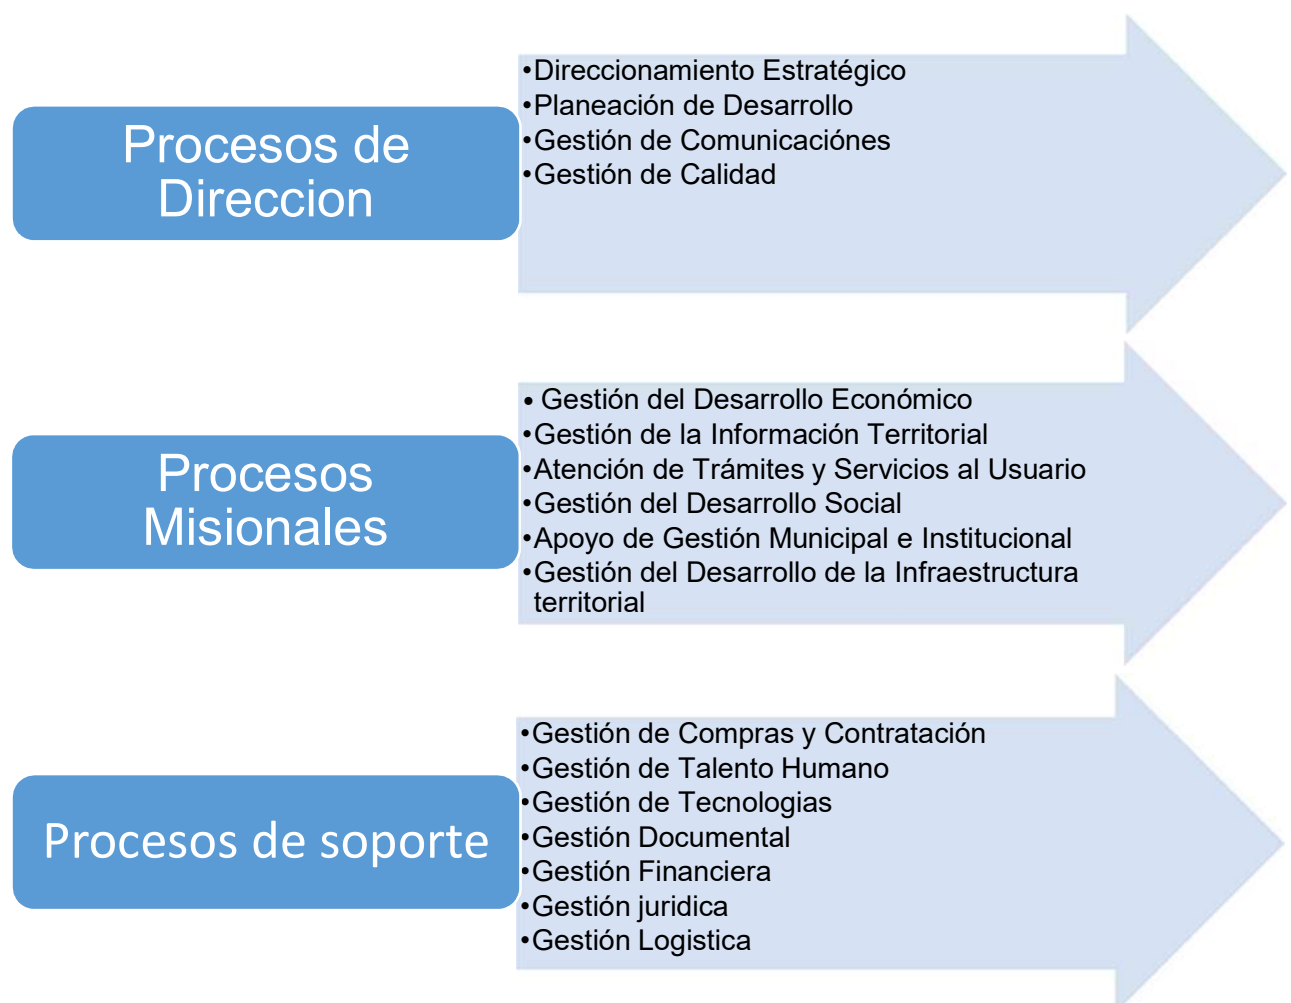 Procesos de
Direccion
•Direccionamiento Estratégico
•Planeación de Desarrollo
•Gestión de Comunicaciónes
•Gestión de Calidad
Procesos
Misionales
• Gestión del Desarrollo Económico
•Gestión de la Información Territorial
•Atención de Trámites y Servicios al Usuario
•Gestión del Desarrollo Social
•Apoyo de Gestión Municipal e Institucional
•Gestión del Desarrollo de la Infraestructura
territorial
Procesos de soporte
•Gestión de Compras y Contratación
•Gestión de Talento Humano
•Gestión de Tecnologias
•Gestión Documental
•Gestión Financiera
•Gestión juridica
•Gestión Logistica